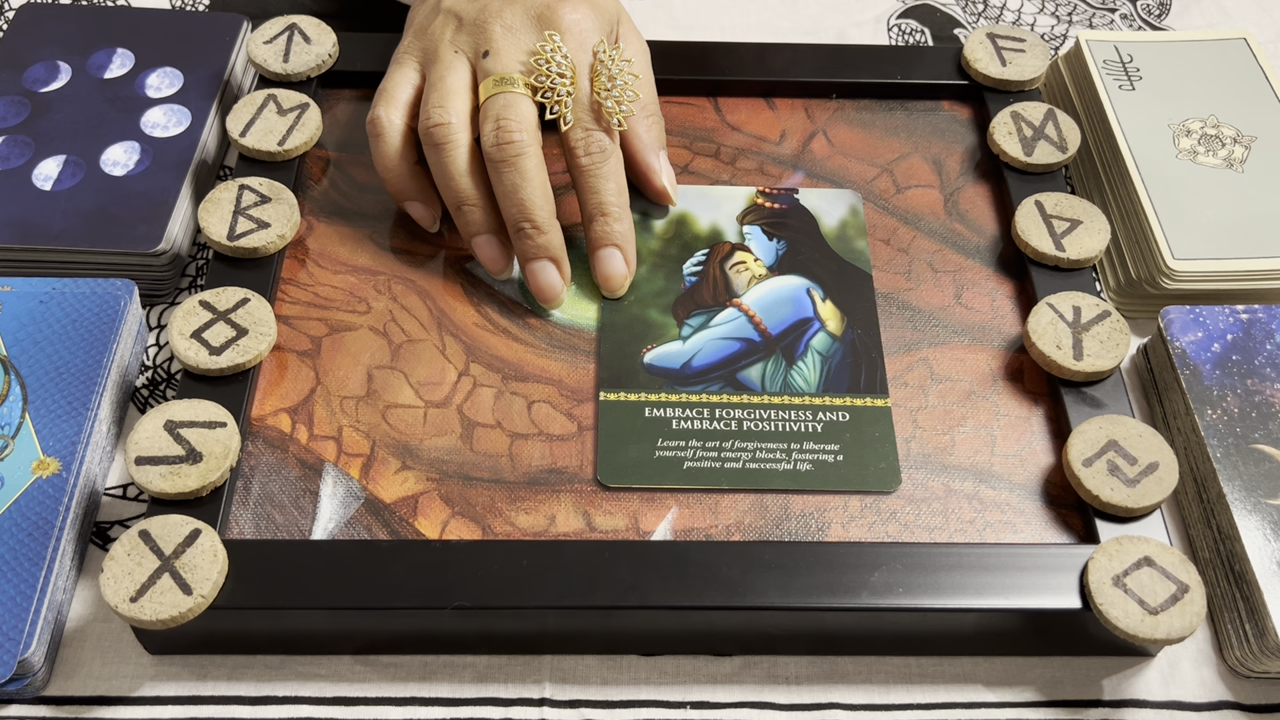 EMBRACE FORGIVENESS AND
EMBRACE POSITIVITY
Learn the art of forgiveness to liberate
yourself from energy blocks, fostering a
positive and successful life.
ᛏ
ᛖ
ᛒ
ᛟ
ᛊ
ᚷ
ᚨ
ᛞ
ᚦ
ᛉ
ᛃ
ᛜ